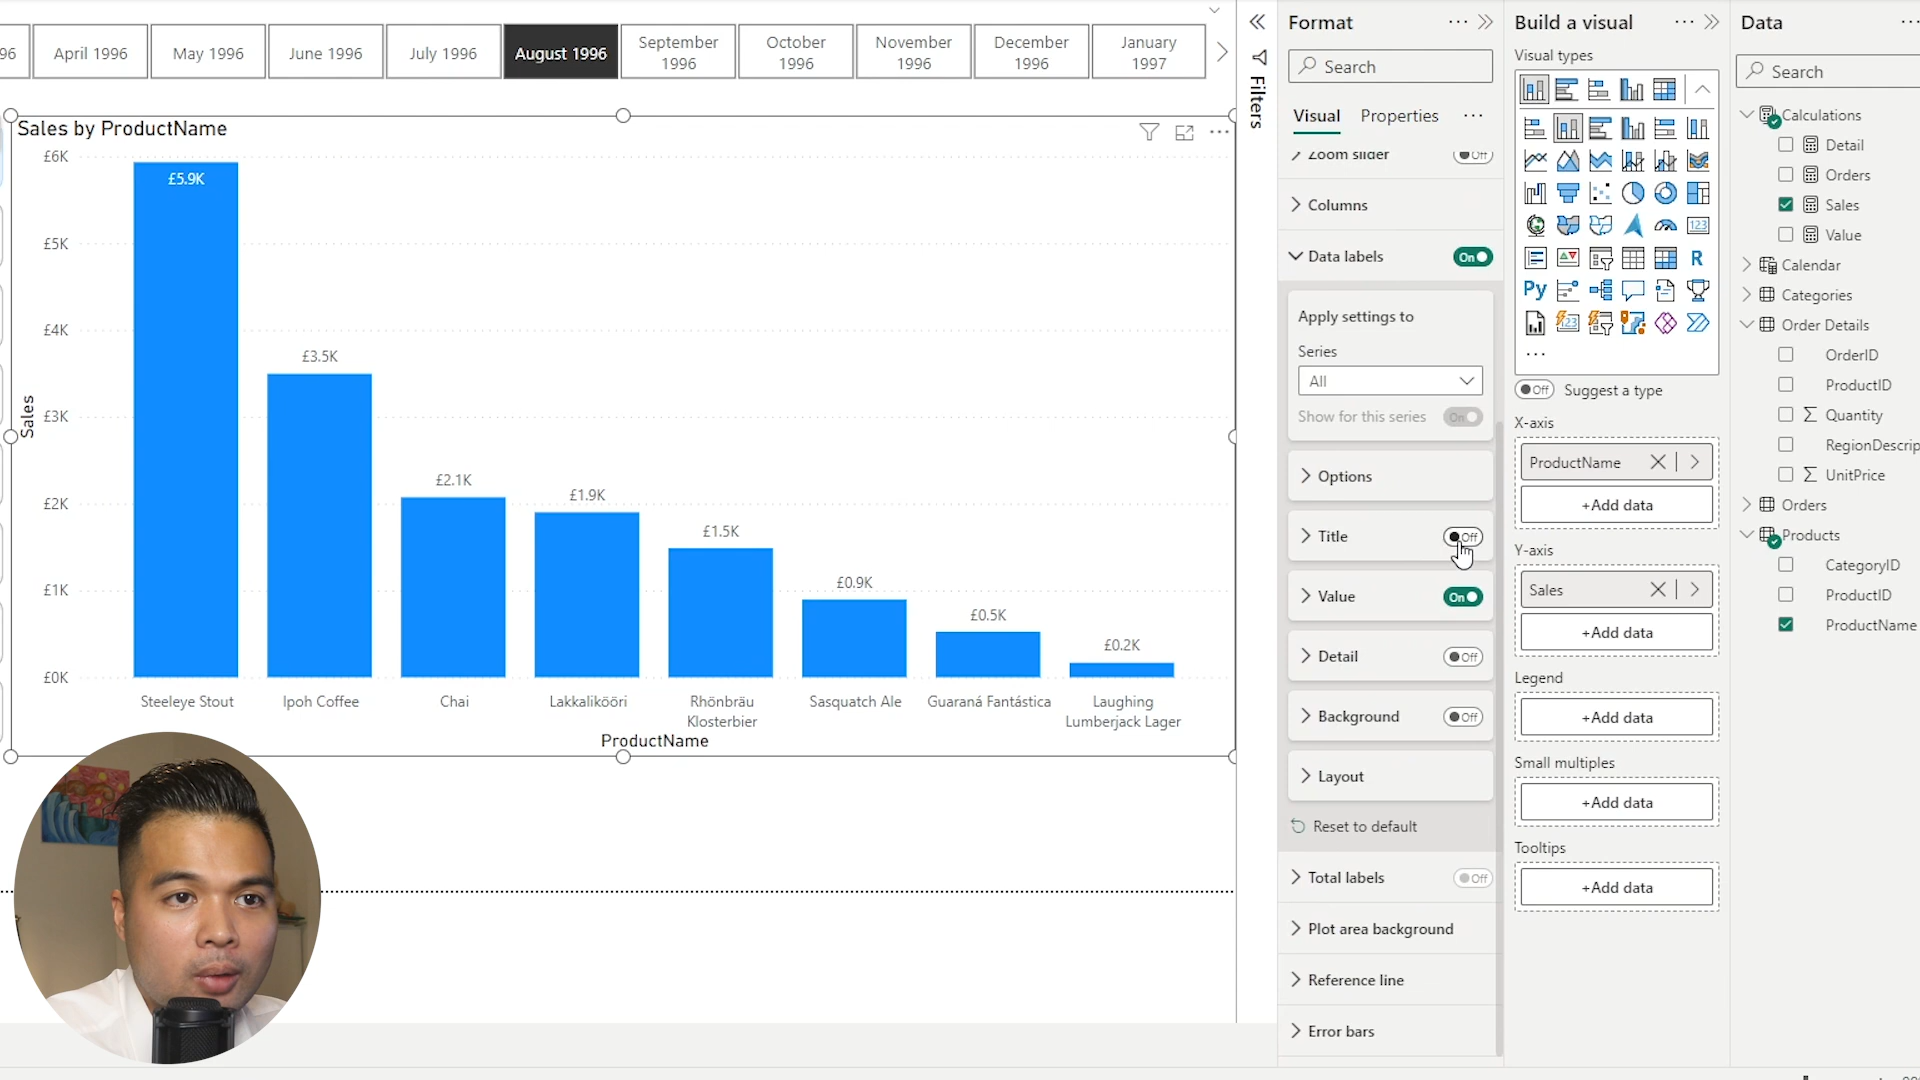 96
April 1996
May 1996
June 1996
July 1996
August 1996
September
1996
October
1996
November
1996
December
1996
January
1997
Sales by ProductName
£6K
£5K
£4K
£3K
£2K
£1K
£0K
Sales
£5.9K
£3.5K
£2.1K
£1.9K
£1.5K
£0.9K
£0.5K
£0.2K
Steeleye Stout
Ipoh Coffee
Chai
Lakkalikööri
Rhönbräu
Klosterbier
Sasquatch Ale
Guaraná Fantástica
Laughing
Lumberjack Lager
ProductName
Filters
Format
Search
Visual
Properties
Zoom slider
Off
Columns
Data labels
On
Apply settings to
Series
All
Show for this series
On
Options
Title
Off
Value
On
Detail
Off
Background
Off
Layout
Reset to default
Total labels
Off
Plot area background
Reference line
Error bars
Build a visual
Visual types
123
R
Py
123
Off
Suggest a type
X-axis
ProductName
+Add data
Y-axis
Sales
+Add data
Legend
+Add data
Small multiples
+Add data
Tooltips
+Add data
Data
Search
Calculations
Detail
Orders
Sales
Value
Calendar
Categories
Order Details
OrderID
ProductID
Σ Quantity
RegionDescrip
Σ UnitPrice
Orders
Products
CategoryID
ProductID
ProductName